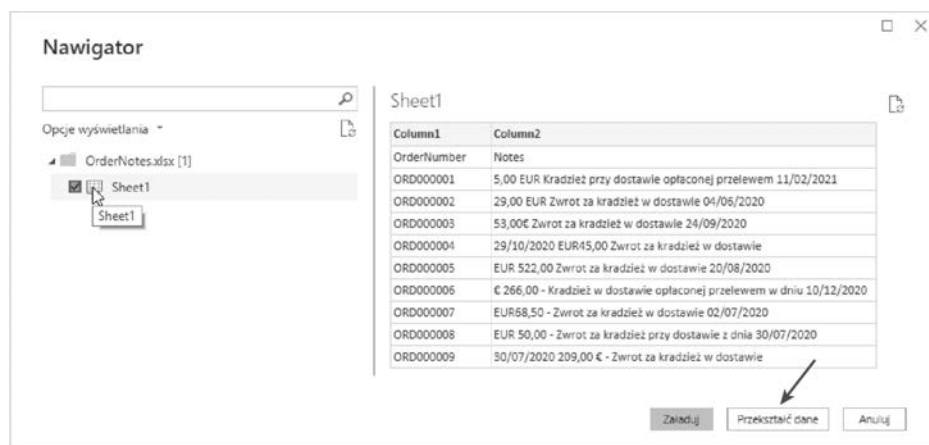 Nawigator
Opcje wyświetlania
OrderNotes.xlsx [1]
Sheet1
Sheet1
Sheet1
Column1 Column2
OrderNumber Notes
ORD000001 5,00 EUR Kradzież przy dostawie opłaconej przelewem 11/02/2021
ORD000002 29,00 EUR Zwrot za kradzież w dostawie 04/06/2020
ORD000003 53,00€ Zwrot za kradzież w dostawie 24/09/2020
ORD000004 29/10/2020 EUR45,00 Zwrot za kradzież w dostawie
ORD000005 EUR 522,00 Zwrot za kradzież w dostawie 20/08/2020
ORD000006 € 266,00 - Kradzież w dostawie opłaconej przelewem w dniu 10/12/2020
ORD000007 EUR68,50 - Zwrot za kradzież w dostawie 02/07/2020
ORD000008 EUR 50,00 - Zwrot za kradzież przy dostawie z dnia 30/07/2020
ORD000009 30/07/2020 209,00 € - Zwrot za kradzież w dostawie
Załaduj Przekształć dane Anuluj